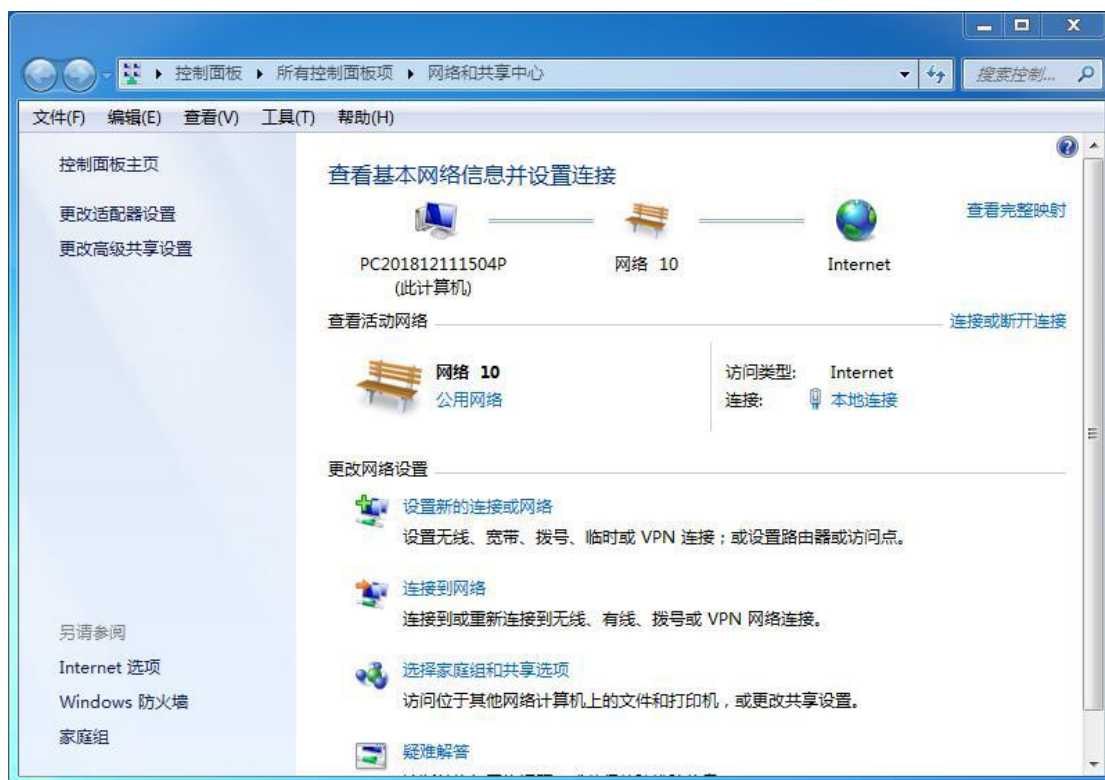 控制面板 ▸ 所有控制面板项 ▸ 网络和共享中心
搜索控制...
文件(F) 编辑(E) 查看(V) 工具(T) 帮助(H)
控制面板主页
更改适配器设置
更改高级共享设置
查看基本网络信息并设置连接
查看完整映射
PC201812111504P
(此计算机)
网络 10
Internet
查看活动网络
连接或断开连接
网络 10
公用网络
访问类型: Internet
连接: 本地连接
更改网络设置
设置新的连接或网络
设置无线、宽带、拨号、临时或 VPN 连接；或设置路由器或访问点。
连接到网络
连接到或重新连接到无线、有线、拨号或 VPN 网络连接。
选择家庭组和共享选项
访问位于其他网络计算机上的文件和打印机，或更改共享设置。
疑难解答
另请参阅
Internet 选项
Windows 防火墙
家庭组